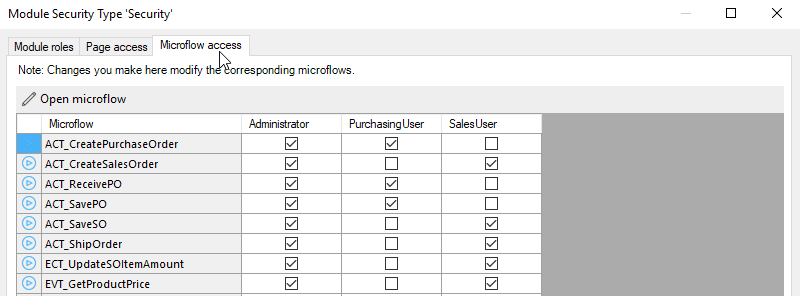 Module Security Type 'Security'
Module roles Page access Microflow access
Note: Changes you make here modify the corresponding microflows.
Open microflow
Microflow Administrator PurchasingUser SalesUser
ACT_CreatePurchaseOrder
ACT_CreateSalesOrder
ACT_ReceivePO
ACT_SavePO
ACT_SaveSO
ACT_ShipOrder
ECT_UpdateSOItemAmount
EVT_GetProductPrice